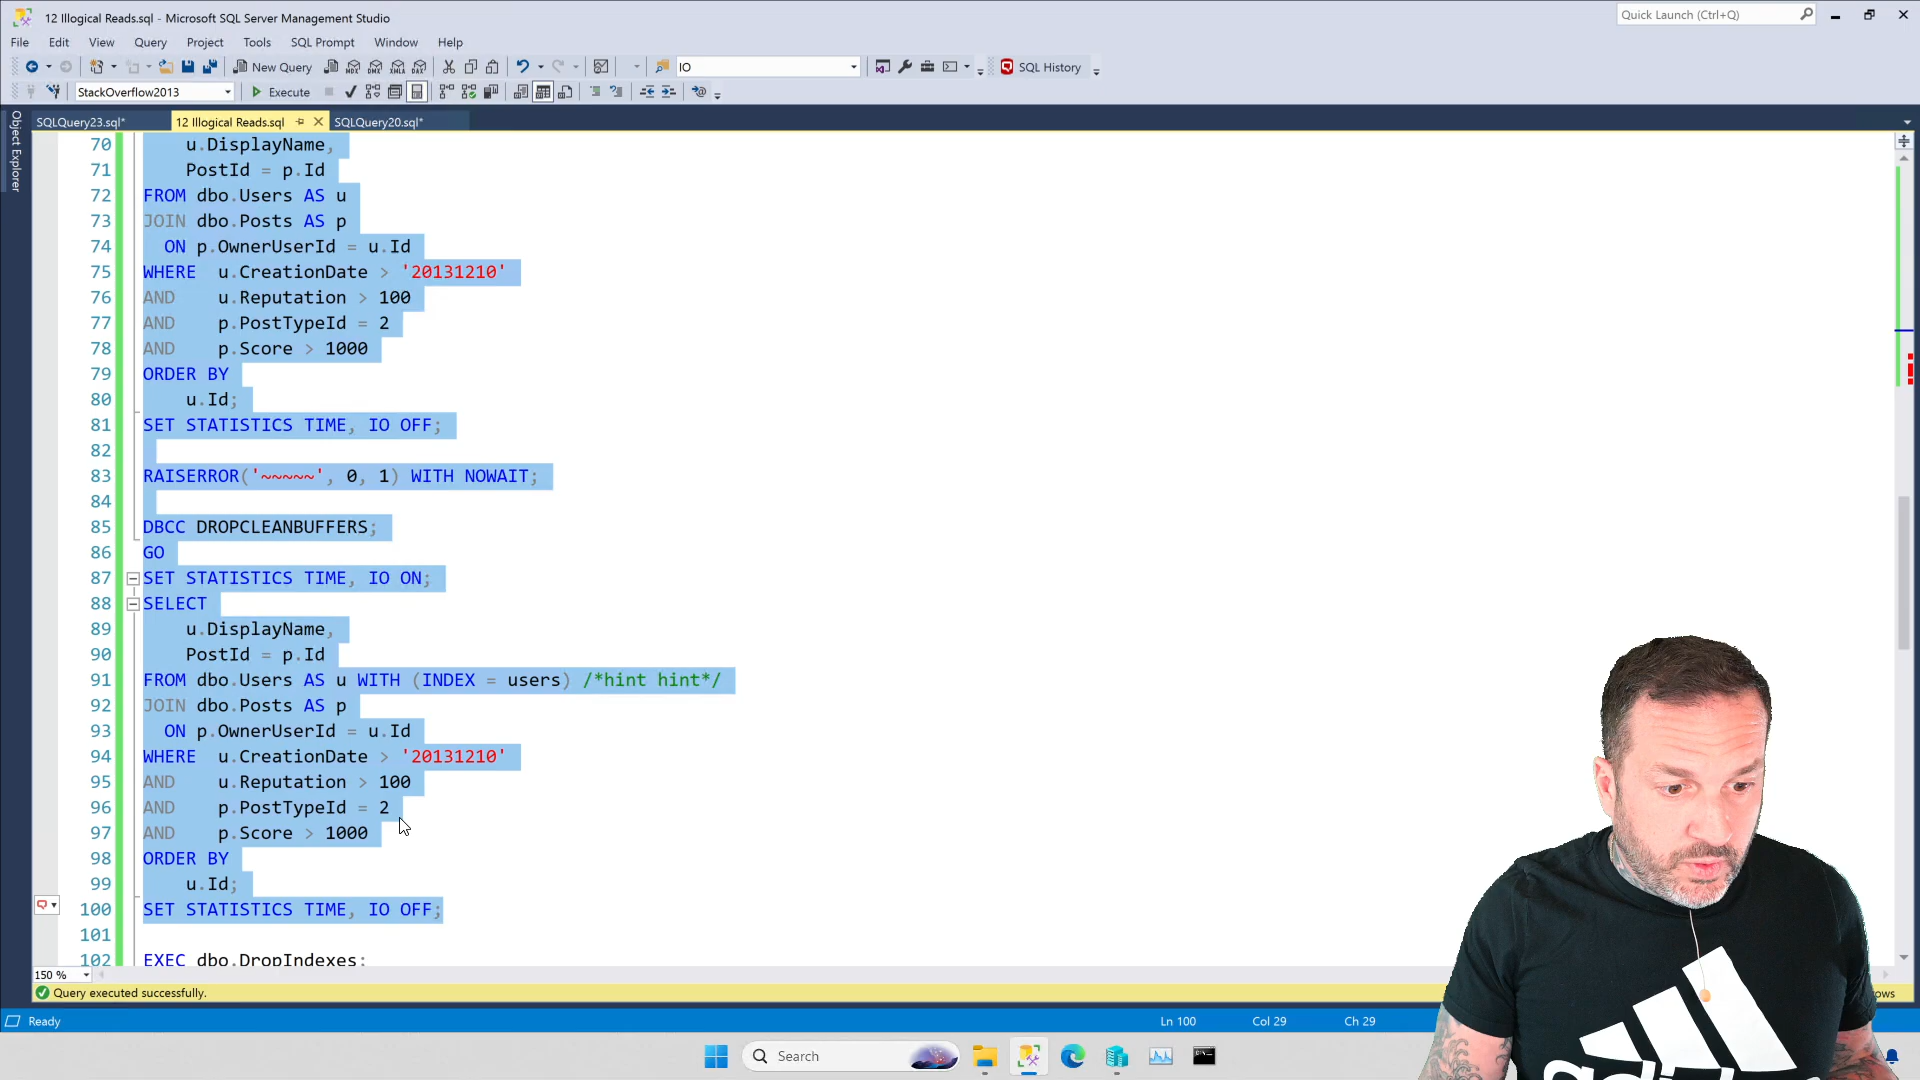 12 Illogical Reads.sql - Microsoft SQL Server Management Studio
Quick Launch (Ctrl+Q)
File Edit View Query Project Tools SQL Prompt Window Help
New Query MDX DMX XMLA DAX IO SQL History
StackOverflow2013 Execute
SQLQuery23.sql* 12 Illogical Reads.sql SQLQuery20.sql*
Object Explorer
70 u.DisplayName,
71 PostId = p.Id
72 FROM dbo.Users AS u
73 JOIN dbo.Posts AS p
74 ON p.OwnerUserId = u.Id
75 WHERE u.CreationDate > '20131210'
76 AND u.Reputation > 100
77 AND p.PostTypeId = 2
78 AND p.Score > 1000
79 ORDER BY
80 u.Id;
81 SET STATISTICS TIME, IO OFF;
82
83 RAISERROR('~~~~~', 0, 1) WITH NOWAIT;
84
85 DBCC DROPCLEANBUFFERS;
86 GO
87 SET STATISTICS TIME, IO ON;
88 SELECT
89 u.DisplayName,
90 PostId = p.Id
91 FROM dbo.Users AS u WITH (INDEX = users) /*hint hint*/
92 JOIN dbo.Posts AS p
93 ON p.OwnerUserId = u.Id
94 WHERE u.CreationDate > '20131210'
95 AND u.Reputation > 100
96 AND p.PostTypeId = 2
97 AND p.Score > 1000
98 ORDER BY
99 u.Id;
100 SET STATISTICS TIME, IO OFF;
101
102 EXEC dbo.DropIndexes;
150 %
Query executed successfully.
Ready Ln 100 Col 29 Ch 29
Search